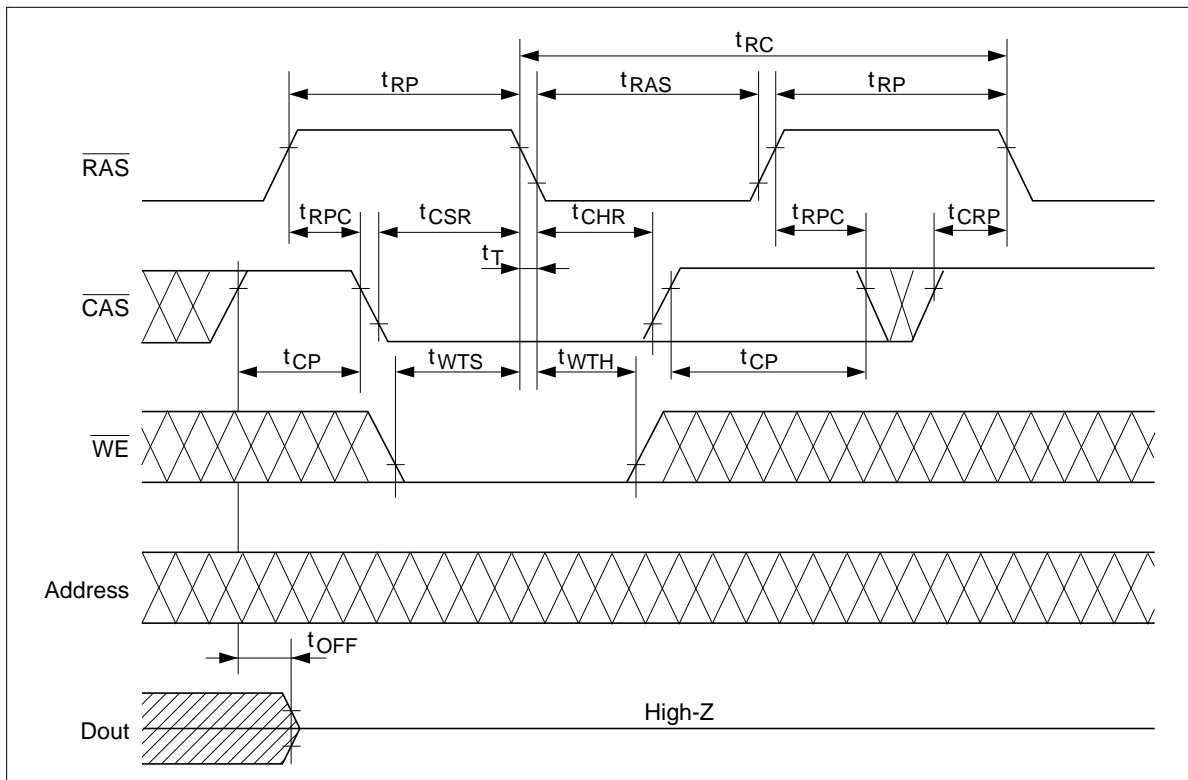 tRC
tRP tRAS tRP
RAS
tRPC tCSR tCHR tRPC tCRP
tT
CAS
tCP tWTS tWTH tCP
WE
Address
tOFF
High-Z
Dout